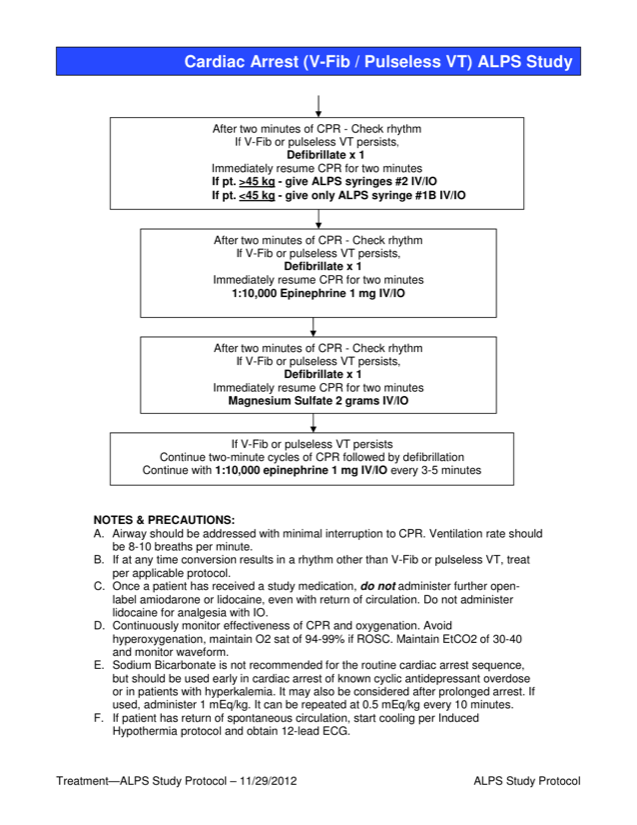 Cardiac Arrest (V-Fib / Pulseless VT) ALPS Study
After two minutes of CPR - Check rhythm
If V-Fib or pulseless VT persists,
Defibrillate x 1
Immediately resume CPR for two minutes
If pt. >45 kg - give ALPS syringes #2 IV/IO
If pt. <45 kg - give only ALPS syringe #1B IV/IO
After two minutes of CPR - Check rhythm
If V-Fib or pulseless VT persists,
Defibrillate x 1
Immediately resume CPR for two minutes
1:10,000 Epinephrine 1 mg IV/IO
After two minutes of CPR - Check rhythm
If V-Fib or pulseless VT persists,
Defibrillate x 1
Immediately resume CPR for two minutes
Magnesium Sulfate 2 grams IV/IO
If V-Fib or pulseless VT persists
Continue two-minute cycles of CPR followed by defibrillation
Continue with 1:10,000 epinephrine 1 mg IV/IO every 3-5 minutes
NOTES & PRECAUTIONS:
A. Airway should be addressed with minimal interruption to CPR. Ventilation rate should
be 8-10 breaths per minute.
B. If at any time conversion results in a rhythm other than V-Fib or pulseless VT, treat
per applicable protocol.
C. Once a patient has received a study medication, do not administer further open-
label amiodarone or lidocaine, even with return of circulation. Do not administer
lidocaine for analgesia with IO.
D. Continuously monitor effectiveness of CPR and oxygenation. Avoid
hyperoxygenation, maintain O2 sat of 94-99% if ROSC. Maintain EtCO2 of 30-40
and monitor waveform.
E. Sodium Bicarbonate is not recommended for the routine cardiac arrest sequence,
but should be used early in cardiac arrest of known cyclic antidepressant overdose
or in patients with hyperkalemia. It may also be considered after prolonged arrest. If
used, administer 1 mEq/kg. It can be repeated at 0.5 mEq/kg every 10 minutes.
F. If patient has return of spontaneous circulation, start cooling per Induced
Hypothermia protocol and obtain 12-lead ECG.
Treatment—ALPS Study Protocol – 11/29/2012 ALPS Study Protocol